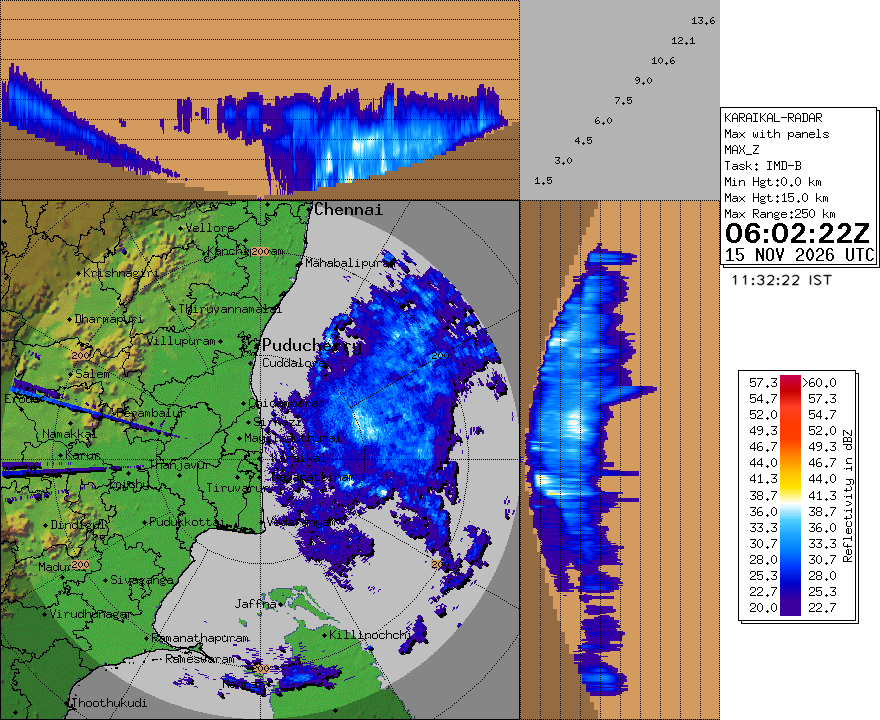 13.6
12.1
10.6
9.0
7.5
6.0
4.5
3.0
1.5
KARAIKAL-RADAR
Max with panels
MAX_Z
Task: IMD-B
Min Hgt:0.0 km
Max Hgt:15.0 km
Max Range:250 km
06:02:22Z
15 NOV 2026 UTC
11:32:22 IST
Chennai
Vellore
200
Mahabalipuram
Krishnagiri
Thiruvannamalai
Dharmapuri
Villupuram
Puducherry
200
200
Cuddalore
Salem
Erode
Perambalur
Namakkal
Karur
Thanjavur
Tiruvarur
Pudukkottai
Dindigul
Madurai
200
Sivaganga
Jaffna
Virudhunagar
Ramanathapuram
Killinochchi
Rameswaram
200
Thoothukudi
57.3 >60.0
54.7 57.3
52.0 54.7
49.3 52.0
46.7 49.3
44.0 46.7
41.3 44.0
38.7 41.3
36.0 38.7
33.3 36.0
30.7 33.3
28.0 30.7
25.3 28.0
22.7 25.3
20.0 22.7
Reflectivity in dBZ